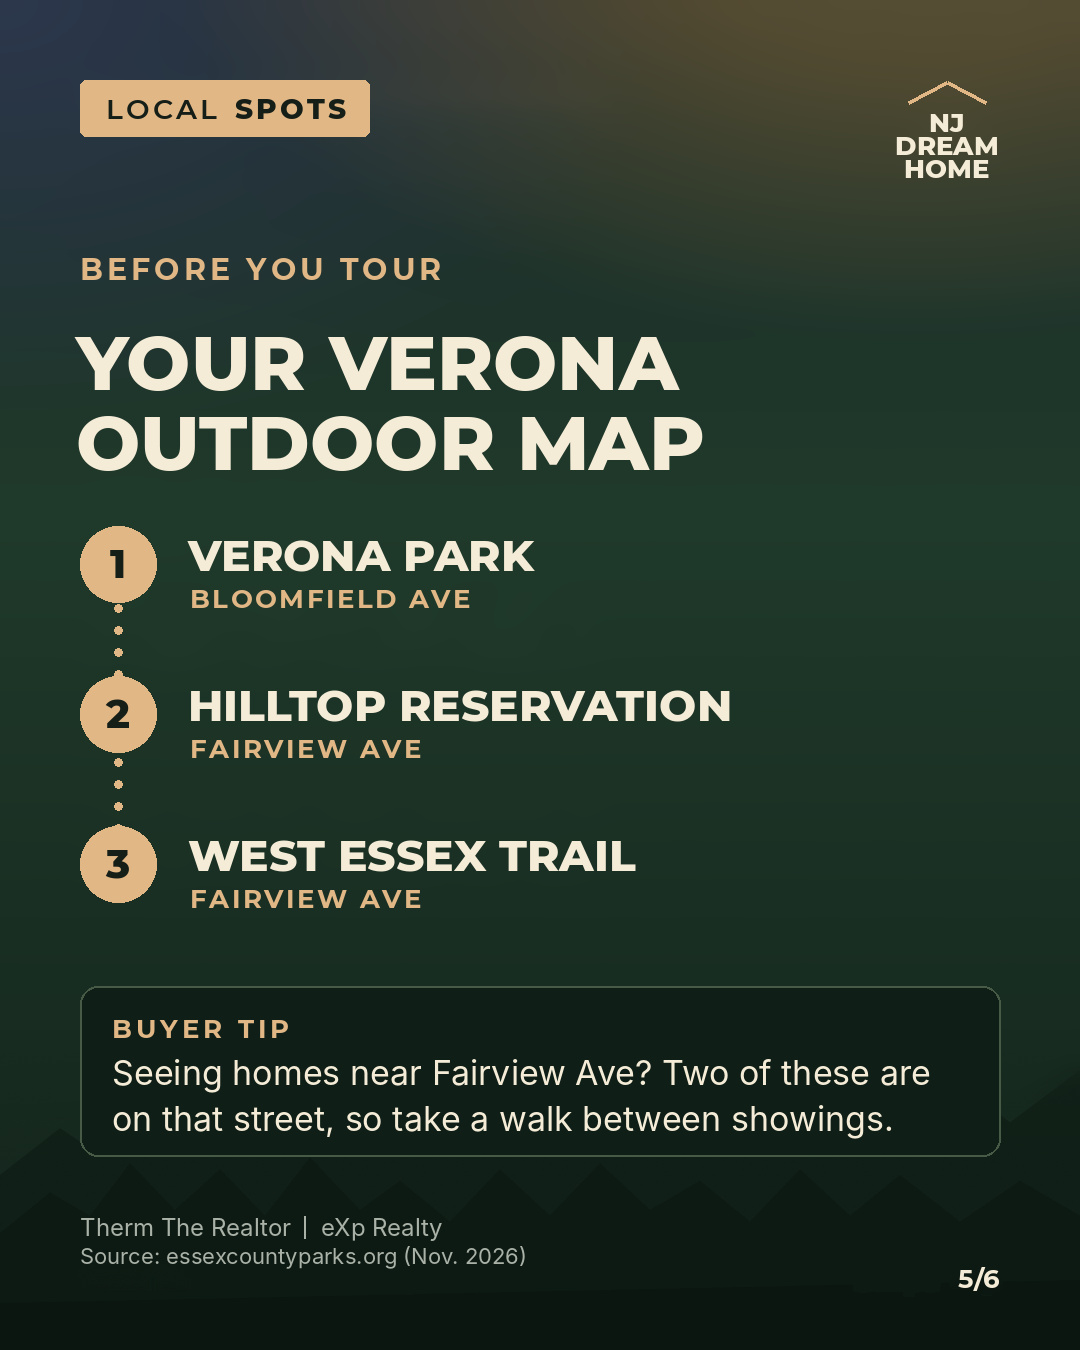 LOCAL SPOTS
NJ
DREAM
HOME
BEFORE YOU TOUR
YOUR VERONA
OUTDOOR MAP
1
VERONA PARK
BLOOMFIELD AVE
2
HILLTOP RESERVATION
FAIRVIEW AVE
3
WEST ESSEX TRAIL
FAIRVIEW AVE
BUYER TIP
Seeing homes near Fairview Ave? Two of these are
on that street, so take a walk between showings.
Therm The Realtor | eXp Realty
Source: essexcountyparks.org (Nov. 2026)
5/6